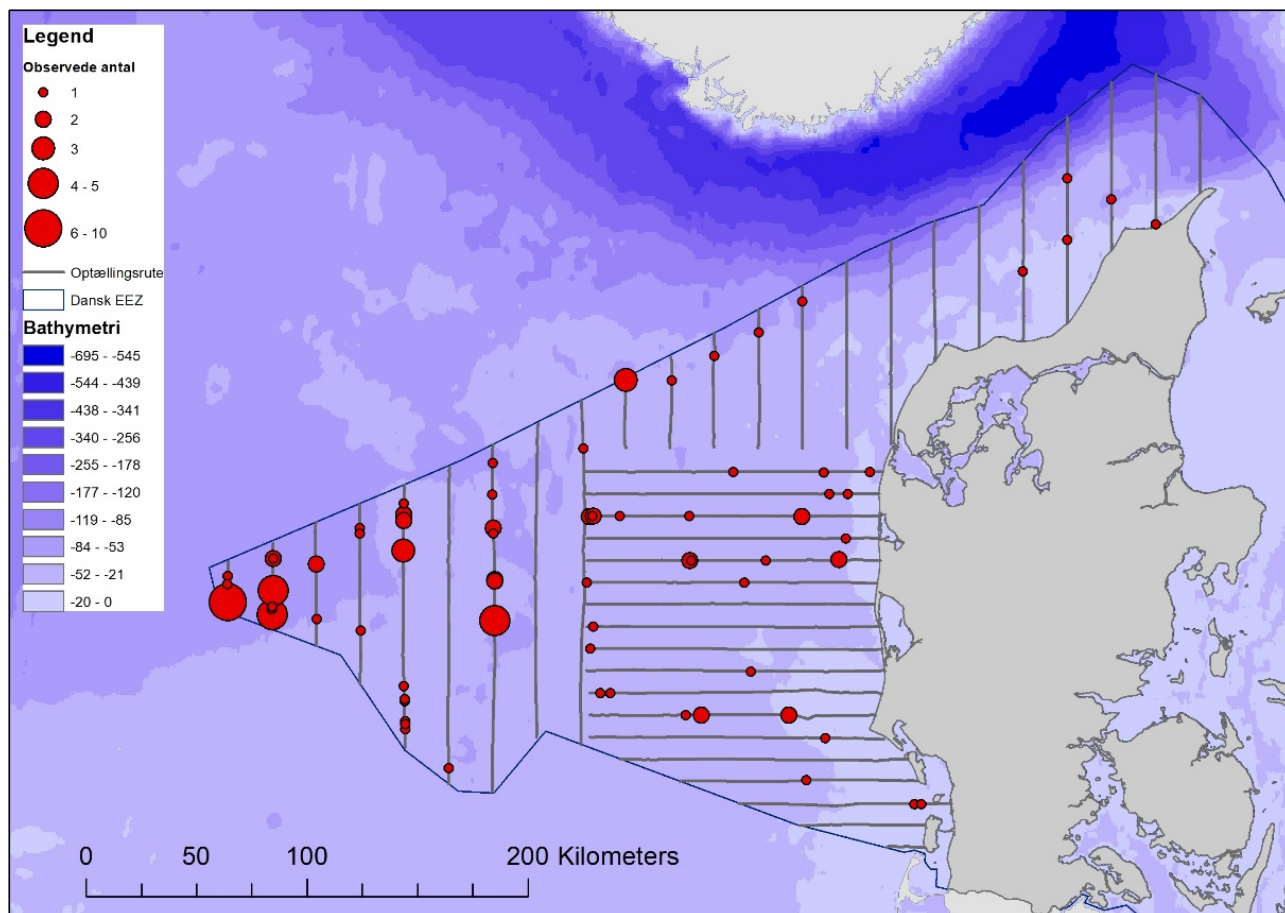 Legend
Observede antal
1
2
3
4 - 5
6 - 10
Optællingsrute
Dansk EEZ
Bathymetri
-695 - -545
-544 - -439
-438 - -341
-340 - -256
-255 - -178
-177 - -120
-119 - -85
-84 - -53
-52 - -21
-20 - 0
0 50 100 200 Kilometers